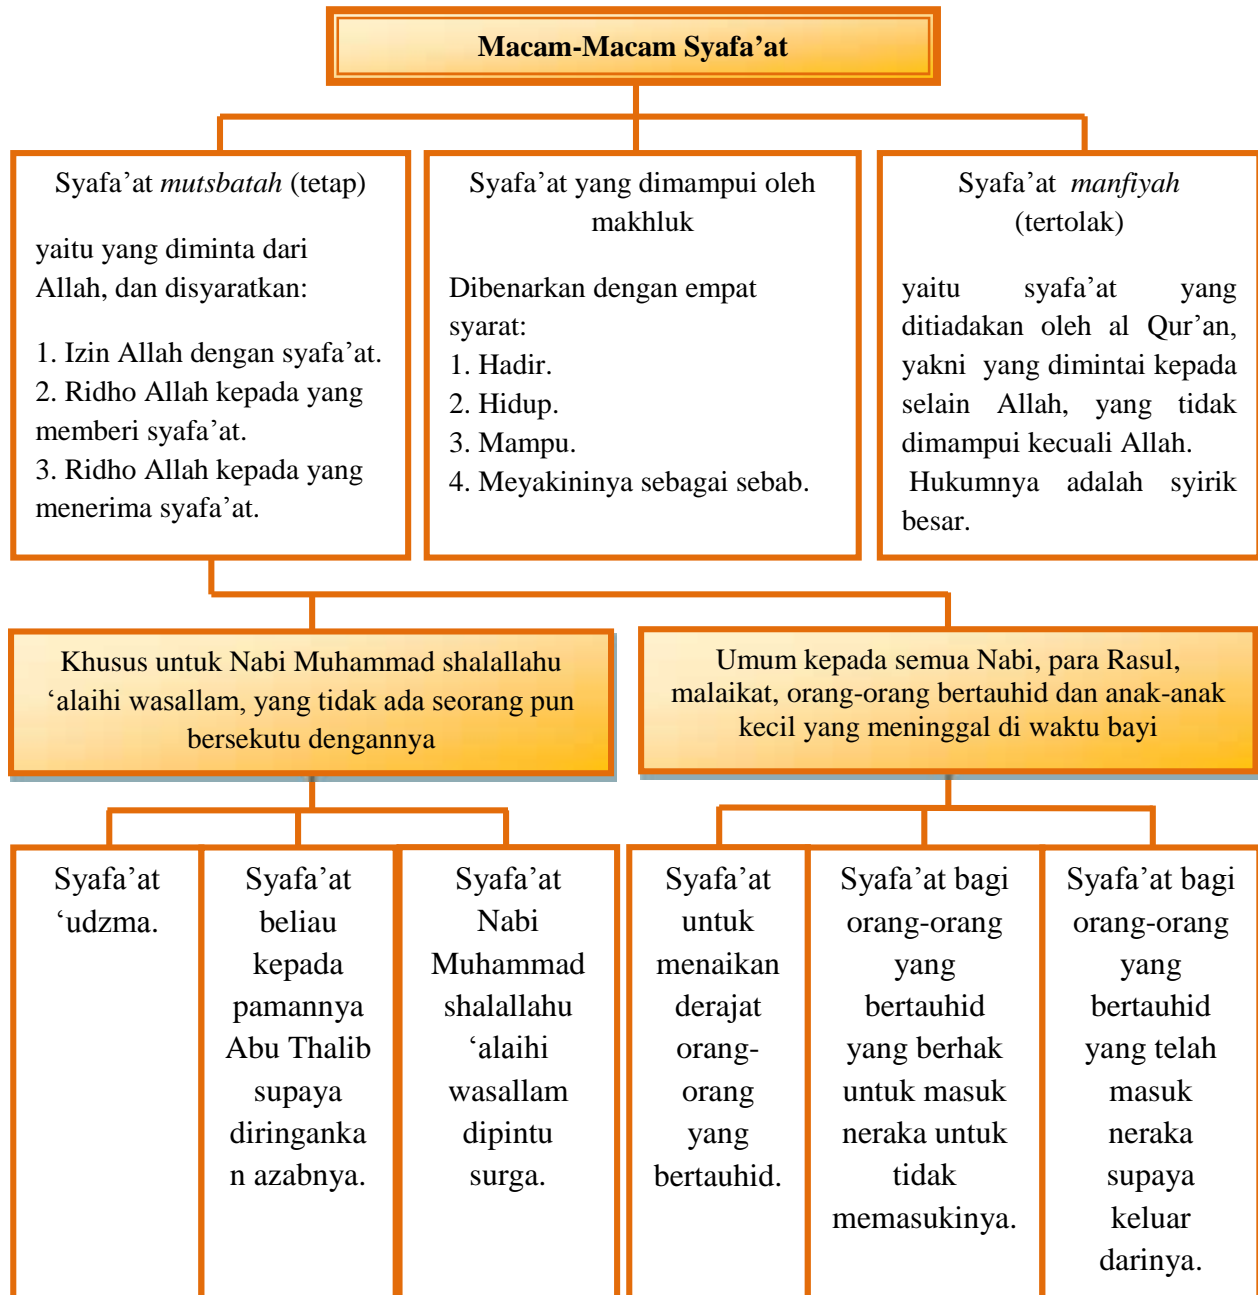 Macam-Macam Syafa’at
Syafa’at mutsbatah (tetap)
yaitu yang diminta dari
Allah, dan disyaratkan:
1. Izin Allah dengan syafa’at.
2. Ridho Allah kepada yang
memberi syafa’at.
3. Ridho Allah kepada yang
menerima syafa’at.
Syafa’at yang dimampui oleh
makhluk
Dibenarkan dengan empat
syarat:
1. Hadir.
2. Hidup.
3. Mampu.
4. Meyakininya sebagai sebab.
Syafa’at manfiyah
(tertolak)
yaitu syafa’at yang
ditiadakan oleh al Qur’an,
yakni yang dimintai kepada
selain Allah, yang tidak
dimampui kecuali Allah.
Hukumnya adalah syirik
besar.
Khusus untuk Nabi Muhammad shalallahu
‘alaihi wasallam, yang tidak ada seorang pun
bersekutu dengannya
Umum kepada semua Nabi, para Rasul,
malaikat, orang-orang bertauhid dan anak-anak
kecil yang meninggal di waktu bayi
Syafa’at
‘udzma.
Syafa’at
beliau
kepada
pamannya
Abu Thalib
supaya
diringanka
n azabnya.
Syafa’at
Nabi
Muhammad
shalallahu
‘alaihi
wasallam
dipintu
surga.
Syafa’at
untuk
menaikan
derajat
orang-
orang
yang
bertauhid.
Syafa’at bagi
orang-orang
yang
bertauhid
yang berhak
untuk masuk
neraka untuk
tidak
memasukinya.
Syafa’at bagi
orang-orang
yang
bertauhid
yang telah
masuk
neraka
supaya
keluar
darinya.